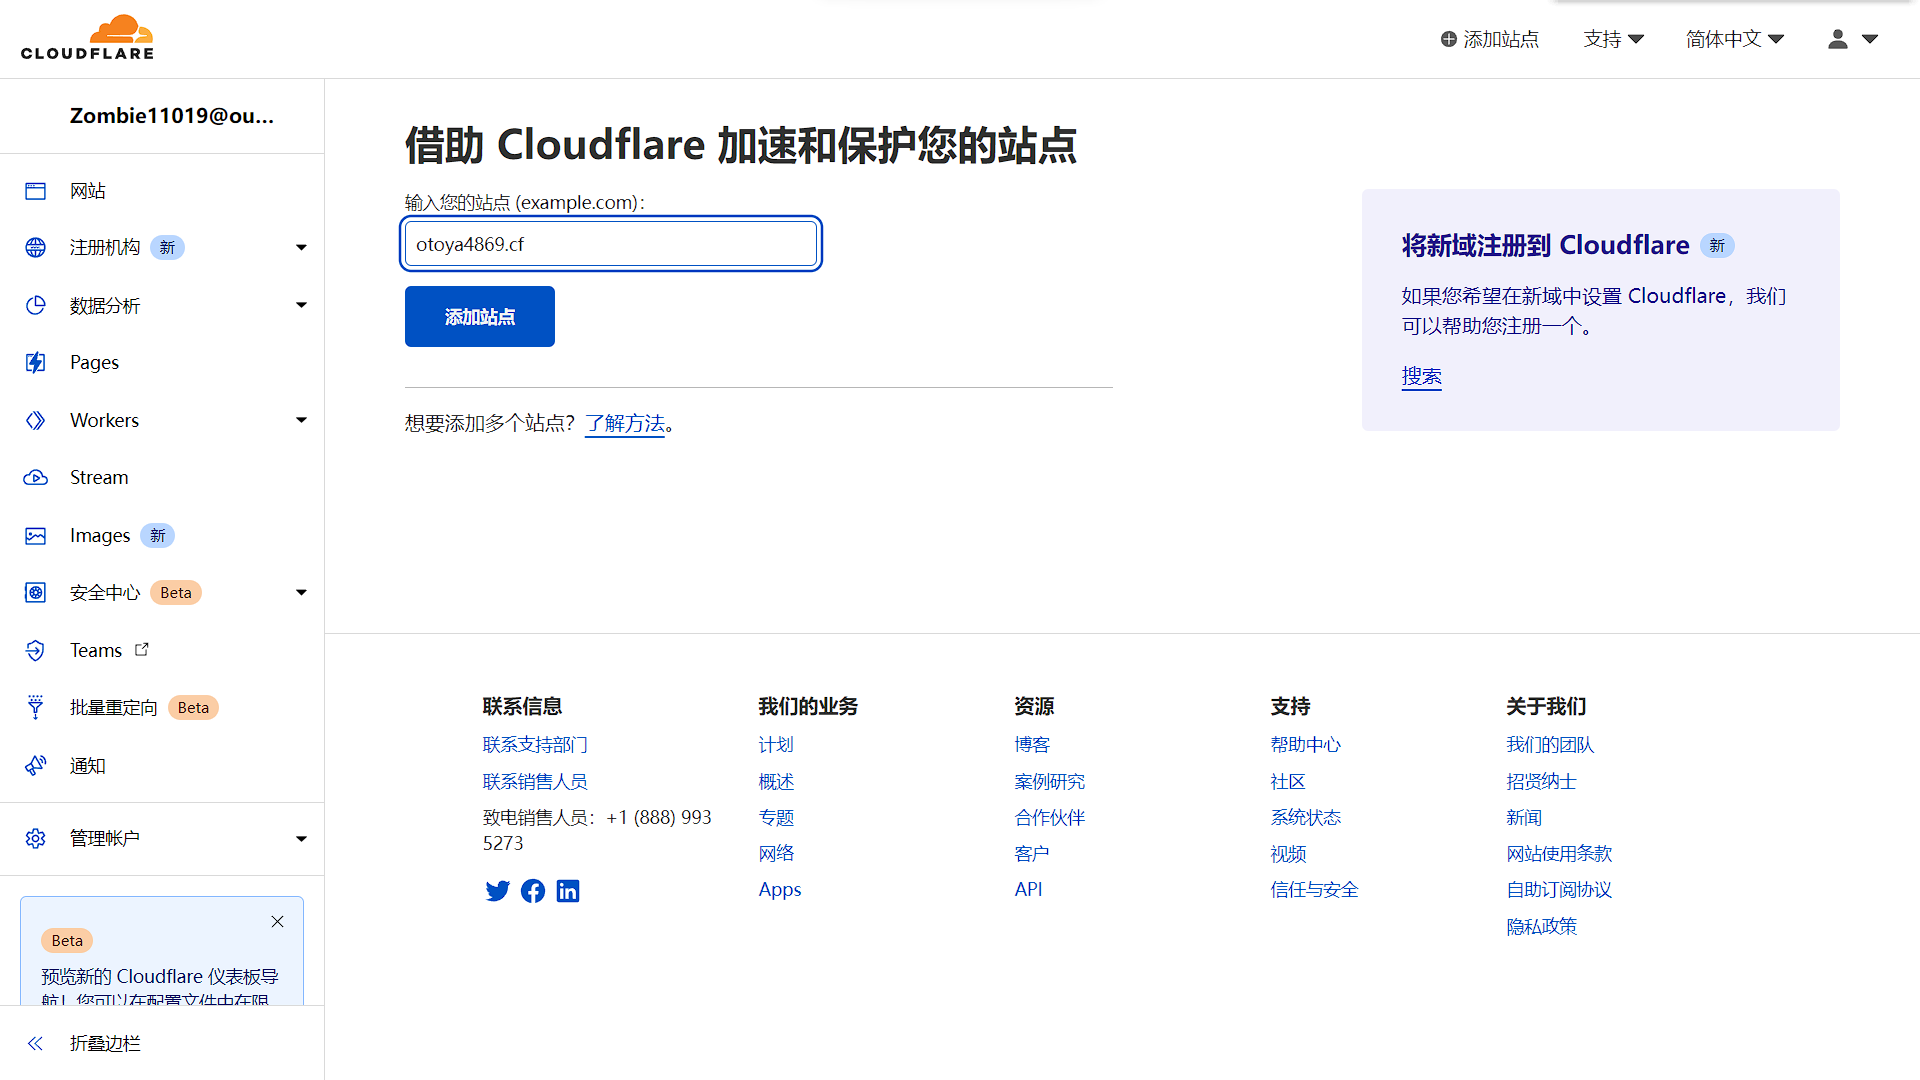 CLOUDFLARE
添加站点
支持
简体中文
Zombie11019@ou...
网站
注册机构 新
数据分析
Pages
Workers
Stream
Images 新
安全中心 Beta
Teams
批量重定向 Beta
通知
管理帐户
Beta
预览新的 Cloudflare 仪表板导
航！您可以在配置文件中在限
折叠边栏
借助 Cloudflare 加速和保护您的站点
输入您的站点 (example.com)：
otoya4869.cf
添加站点
想要添加多个站点？了解方法。
将新域注册到 Cloudflare 新
如果您希望在新域中设置 Cloudflare，我们
可以帮助您注册一个。
搜索
联系信息
联系支持部门
联系销售人员
致电销售人员：+1 (888) 993
5273
我们的业务
计划
概述
专题
网络
Apps
资源
博客
案例研究
合作伙伴
客户
API
支持
帮助中心
社区
系统状态
视频
信任与安全
关于我们
我们的团队
招贤纳士
新闻
网站使用条款
自助订阅协议
隐私政策